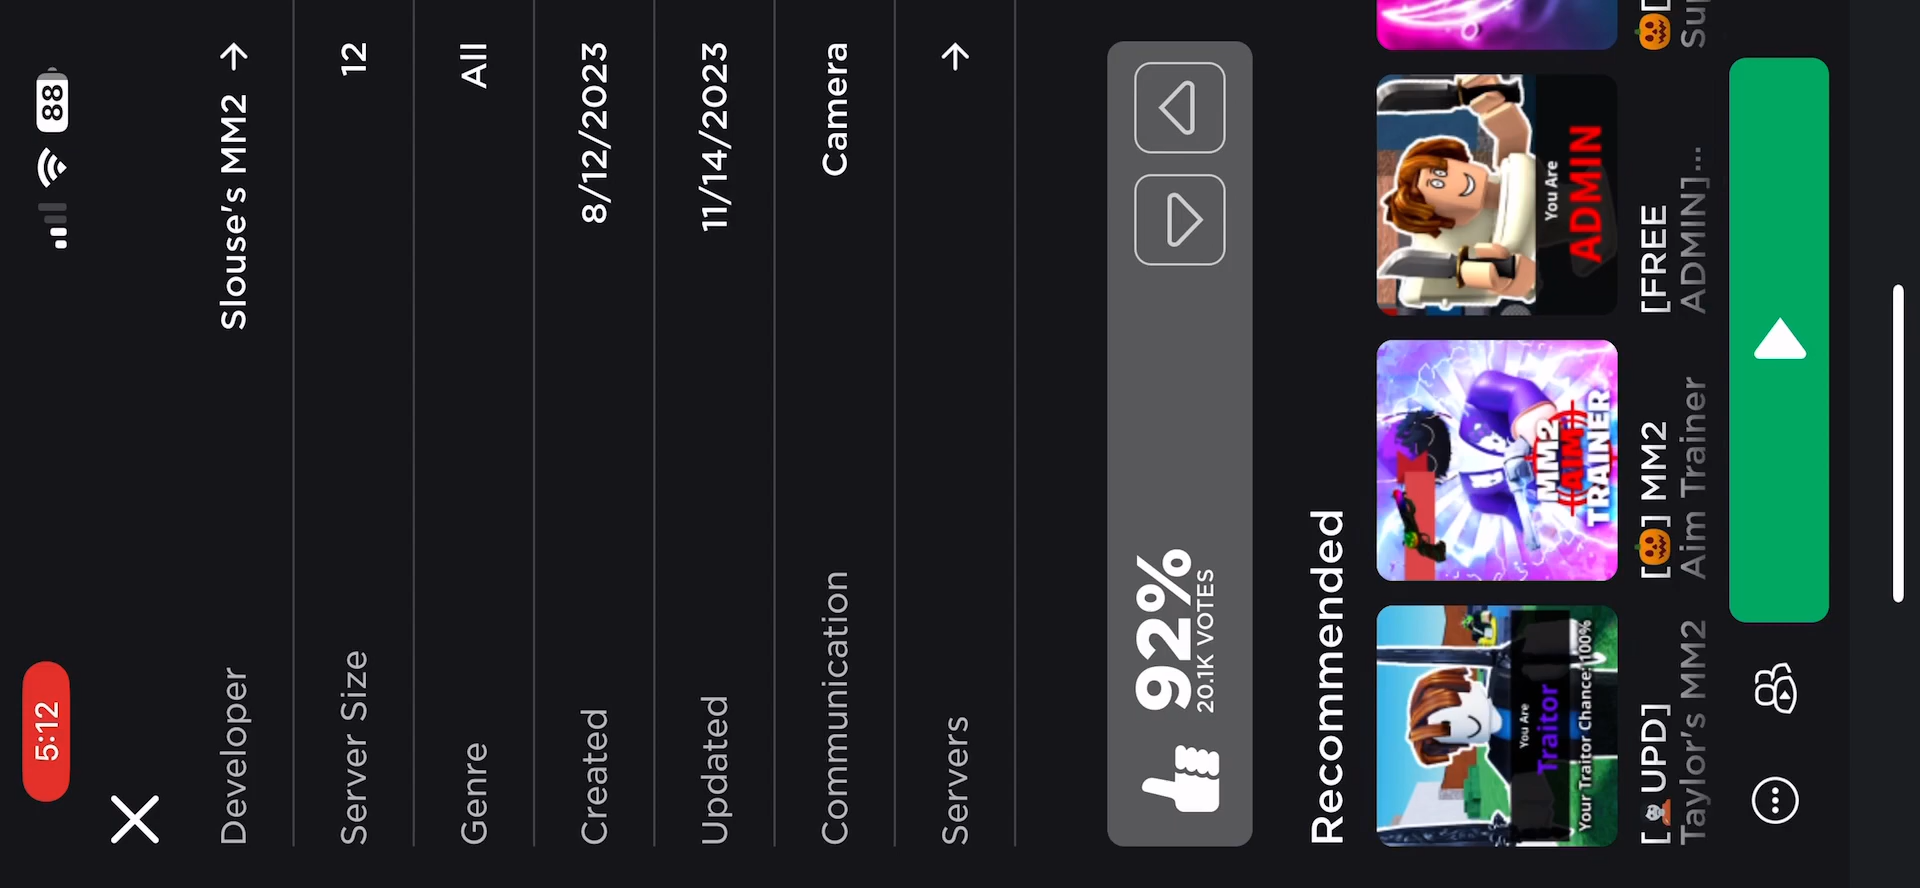 5:12
88
Developer
Slouse's MM2 →
Server Size
12
Genre
All
Created
8/12/2023
Updated
11/14/2023
Communication
Camera
Servers
→
92%
20.1K VOTES
Recommended
You Are
Traitor
Your Traitor Chance: 100%
[🧛🏻 UPD]
Taylor's MM2
MM2
AIM
TRAINER
[🎃] MM2
Aim Trainer
You Are
ADMIN
[FREE
ADMIN]...